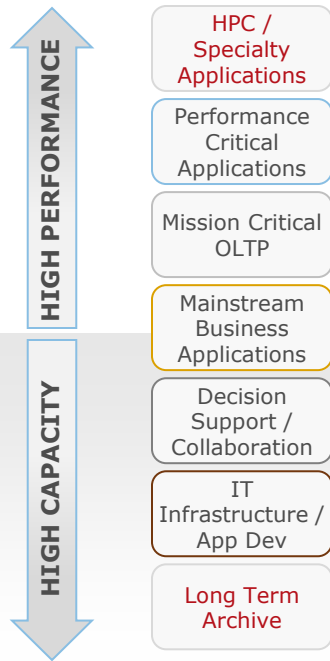 HIGH PERFORMANCE
HIGH CAPACITY
HPC /
Specialty
Applications
Performance
Critical
Applications
Mission Critical
OLTP
Mainstream
Business
Applications
Decision
Support /
Collaboration
IT
Infrastructure /
App Dev
Long Term
Archive